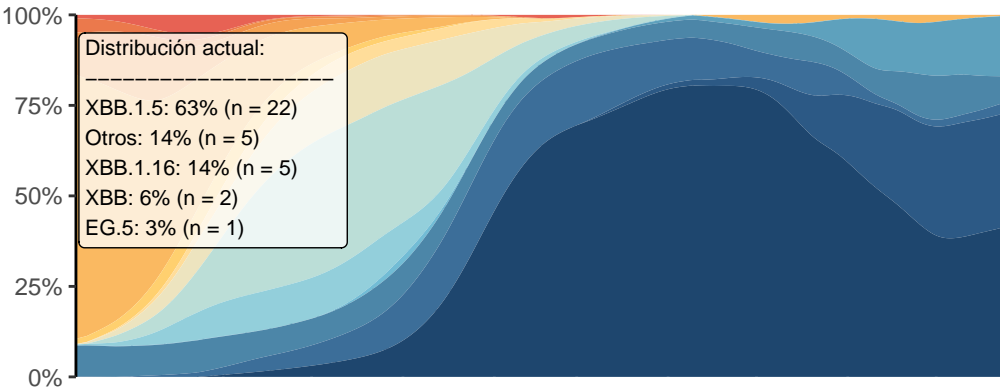 100%
75%
50%
25%
0%
Distribución actual:
----------------------
XBB.1.5: 63% (n = 22)
Otros: 14% (n = 5)
XBB.1.16: 14% (n = 5)
XBB: 6% (n = 2)
EG.5: 3% (n = 1)